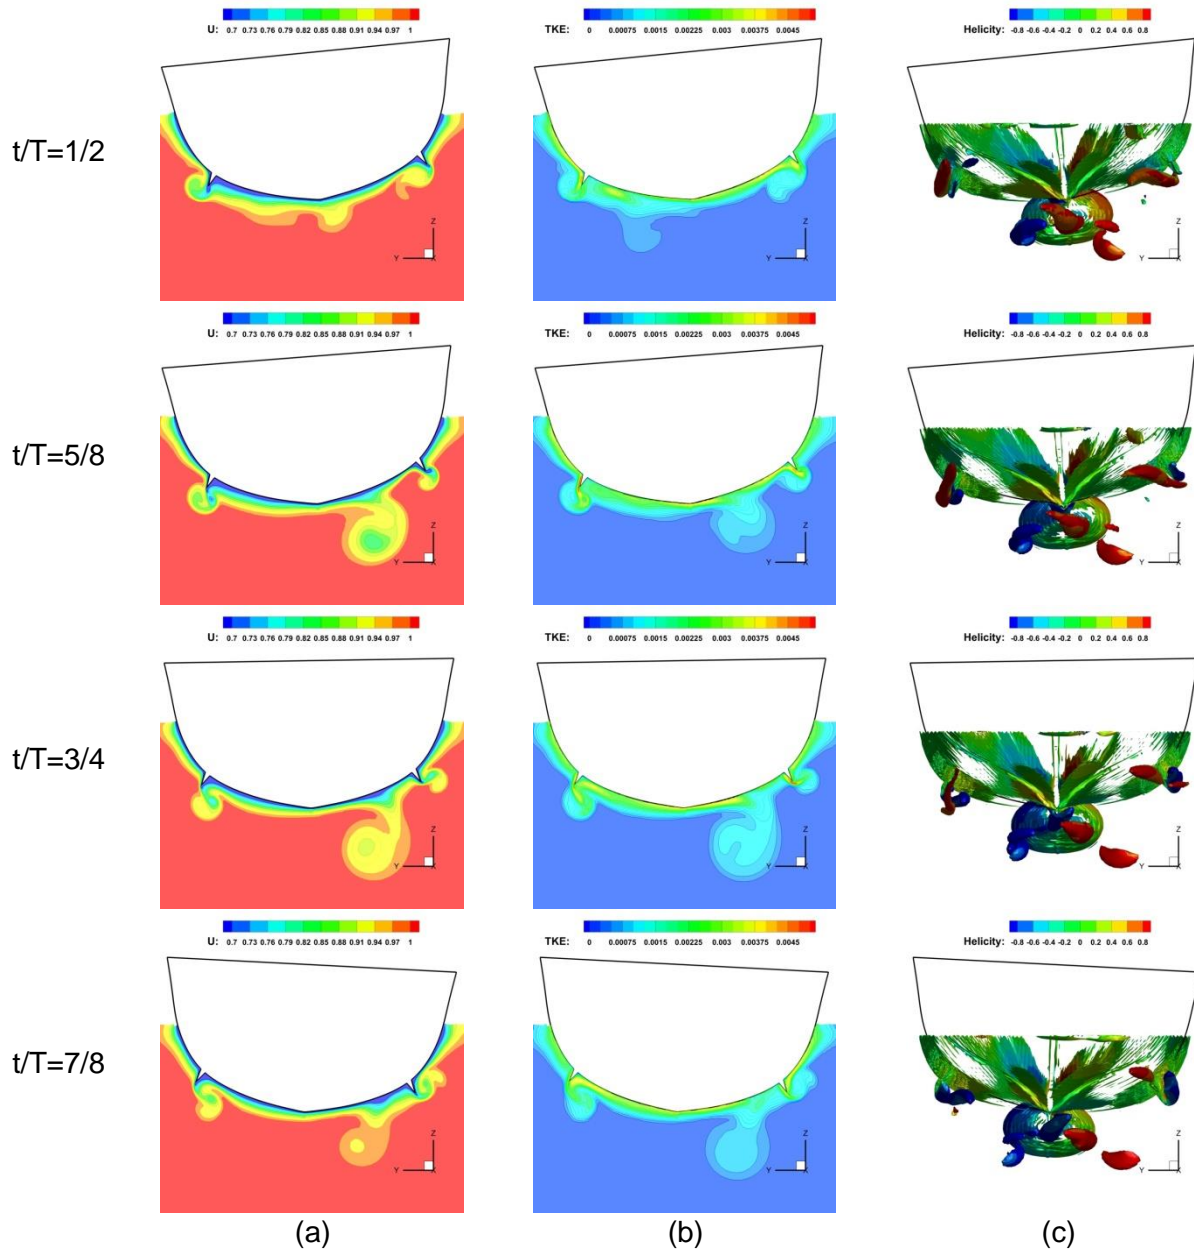 U: 0.7 0.73 0.76 0.79 0.82 0.85 0.88 0.91 0.94 0.97 1
TKE: 0 0.00075 0.0015 0.00225 0.003 0.00375 0.0045
Helicity: -0.8 -0.6 -0.4 -0.2 0 0.2 0.4 0.6 0.8
t/T=1/2
Z
Y X
Z
Y X
Z
Y X
U: 0.7 0.73 0.76 0.79 0.82 0.85 0.88 0.91 0.94 0.97 1
TKE: 0 0.00075 0.0015 0.00225 0.003 0.00375 0.0045
Helicity: -0.8 -0.6 -0.4 -0.2 0 0.2 0.4 0.6 0.8
t/T=5/8
Z
Y X
Z
Y X
Z
Y X
U: 0.7 0.73 0.76 0.79 0.82 0.85 0.88 0.91 0.94 0.97 1
TKE: 0 0.00075 0.0015 0.00225 0.003 0.00375 0.0045
Helicity: -0.8 -0.6 -0.4 -0.2 0 0.2 0.4 0.6 0.8
t/T=3/4
Z
Y X
Z
Y X
Z
Y X
U: 0.7 0.73 0.76 0.79 0.82 0.85 0.88 0.91 0.94 0.97 1
TKE: 0 0.00075 0.0015 0.00225 0.003 0.00375 0.0045
Helicity: -0.8 -0.6 -0.4 -0.2 0 0.2 0.4 0.6 0.8
t/T=7/8
Z
Y X
Z
Y X
Z
Y X
(a)
(b)
(c)